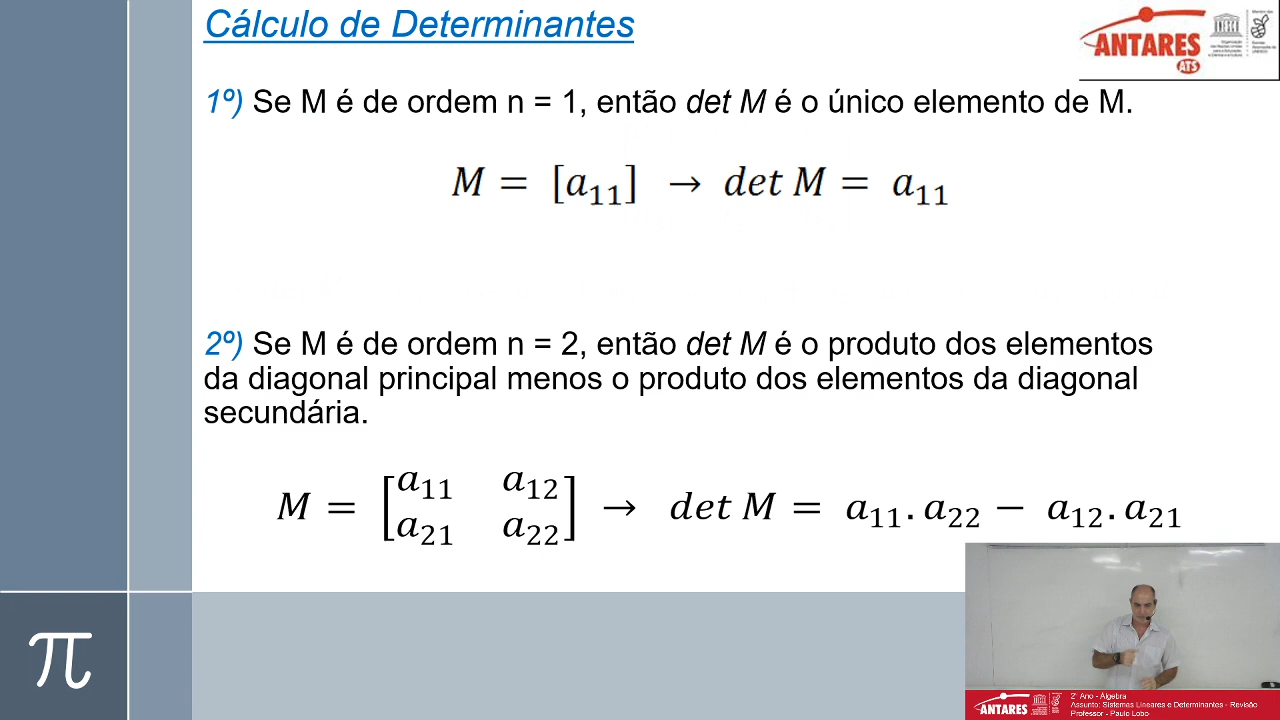 Cálculo de Determinantes
ANTARES
ATS
UNESCO
1º) Se M é de ordem n = 1, então det M é o único elemento de M.
M = [a₁₁] → det M = a₁₁
2º) Se M é de ordem n = 2, então det M é o produto dos elementos
da diagonal principal menos o produto dos elementos da diagonal
secundária.
M = [a₁₁ a₁₂
a₂₁ a₂₂] → det M = a₁₁.a₂₂ − a₁₂.a₂₁
π
ANTARES
2º Ano - Álgebra
Assunto: Sistemas Lineares e Determinantes - Revisão
Professor - Paulo Lobo